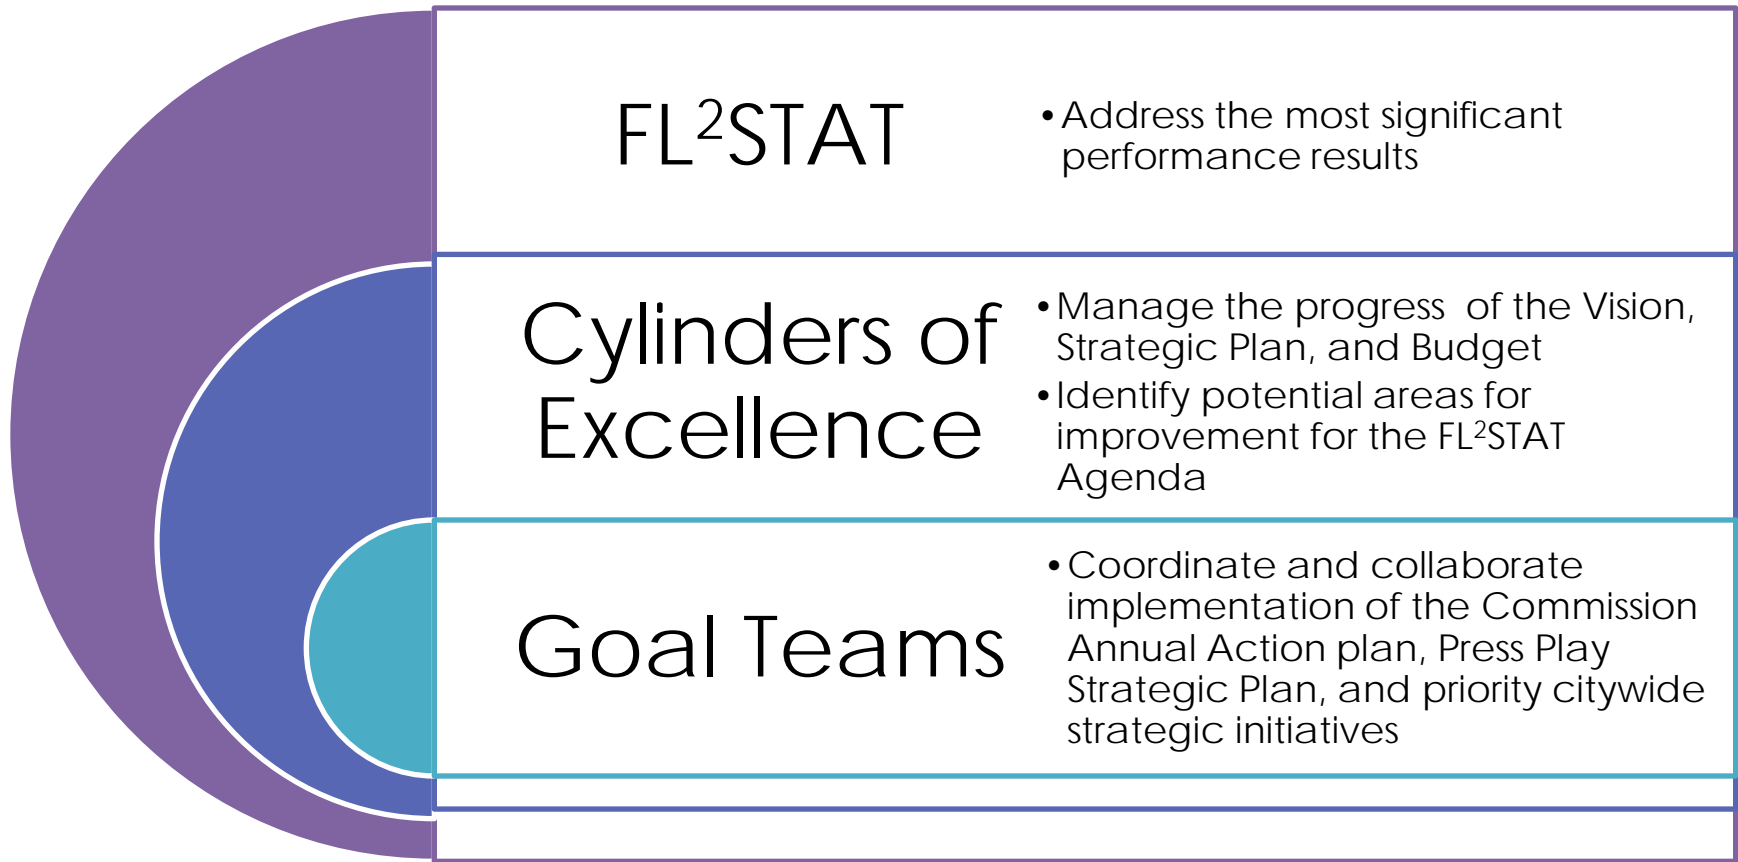 FL²STAT
• Address the most significant
performance results
Cylinders of
Excellence
• Manage the progress  of the Vision,
Strategic Plan, and Budget
• Identify potential areas for
improvement for the FL²STAT
Agenda
Goal Teams
• Coordinate and collaborate
implementation of the Commission
Annual Action plan, Press Play
Strategic Plan, and priority citywide
strategic initiatives